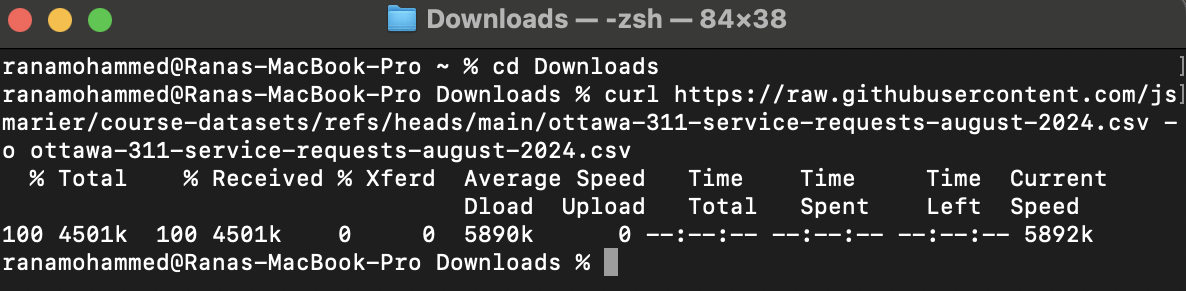 Downloads — -zsh — 84×38
ranamohammed@Ranas-MacBook-Pro ~ % cd Downloads
ranamohammed@Ranas-MacBook-Pro Downloads % curl https://raw.githubusercontent.com/js
marier/course-datasets/refs/heads/main/ottawa-311-service-requests-august-2024.csv -
o ottawa-311-service-requests-august-2024.csv
  % Total    % Received % Xferd  Average Speed   Time    Time     Time  Current
                                 Dload  Upload   Total   Spent    Left  Speed
100 4501k  100 4501k    0     0  5890k      0 --:--:-- --:--:-- --:--:-- 5892k
ranamohammed@Ranas-MacBook-Pro Downloads %